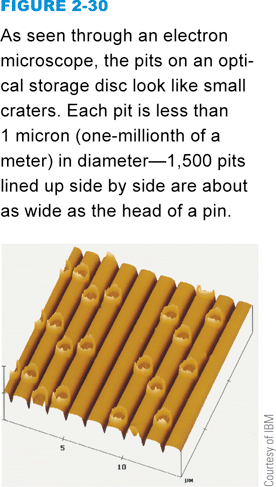 FIGURE 2-30
As seen through an electron
microscope, the pits on an opti-
cal storage disc look like small
craters. Each pit is less than
1 micron (one-millionth of a
meter) in diameter—1,500 pits
lined up side by side are about
as wide as the head of a pin.
5
10
µM
Courtesy of IBM